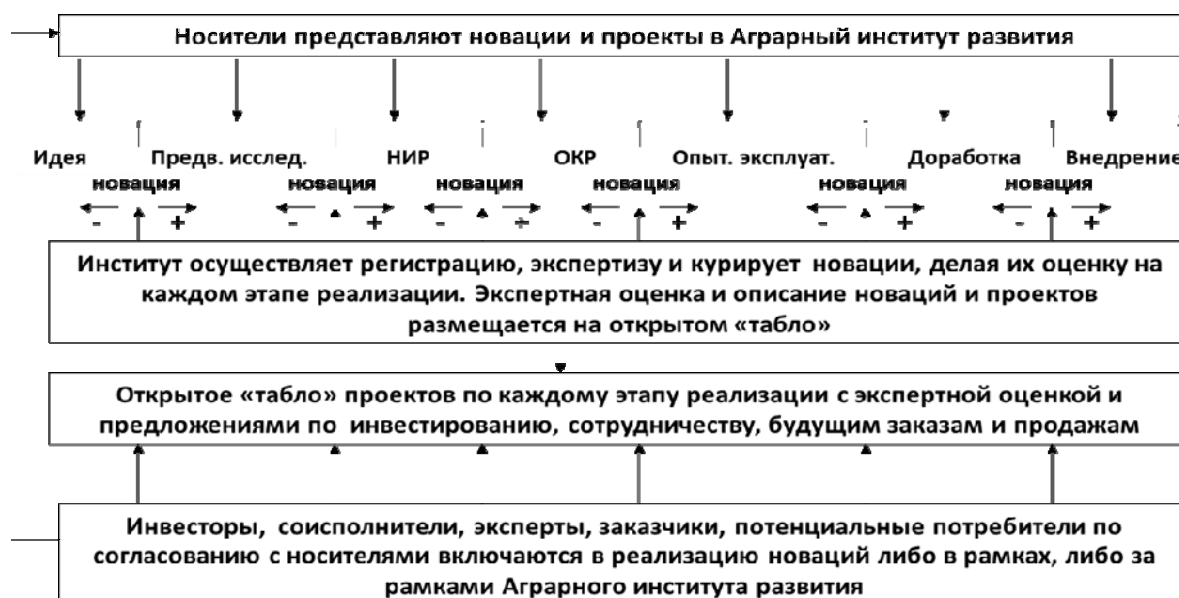 Носители представляют новации и проекты в Аграрный институт развития
Идея Предв. исслед. НИР ОКР Опыт. эксплуат. Доработка Внедрение
новация новация новация новация новация новация
- + - + - + - + - + - +
Институт осуществляет регистрацию, экспертизу и курирует новации, делая их оценку на
каждом этапе реализации. Экспертная оценка и описание новаций и проектов
размещается на открытом «табло»
Открытое «табло» проектов по каждому этапу реализации с экспертной оценкой и
предложениями по инвестированию, сотрудничеству, будущим заказам и продажам
Инвесторы, соисполнители, эксперты, заказчики, потенциальные потребители по
согласованию с носителями включаются в реализацию новаций либо в рамках, либо за
рамками Аграрного института развития